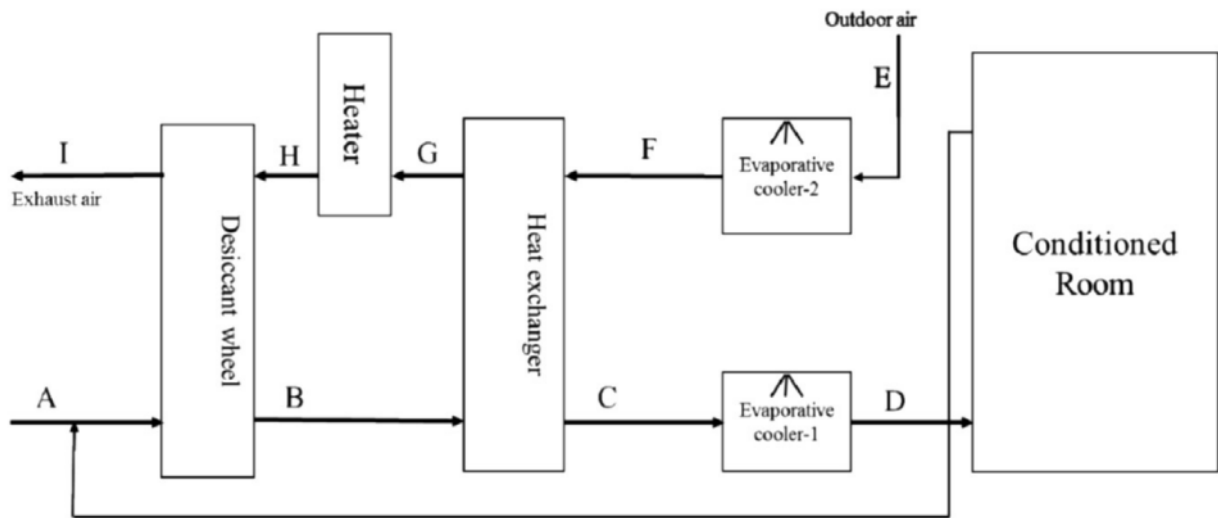 Outdoor air
E
Heater
I
H
G
F
Evaporative
cooler-2
Exhaust air
Desiccant wheel
Heat exchanger
Conditioned
Room
A
B
C
D
Evaporative
cooler-1